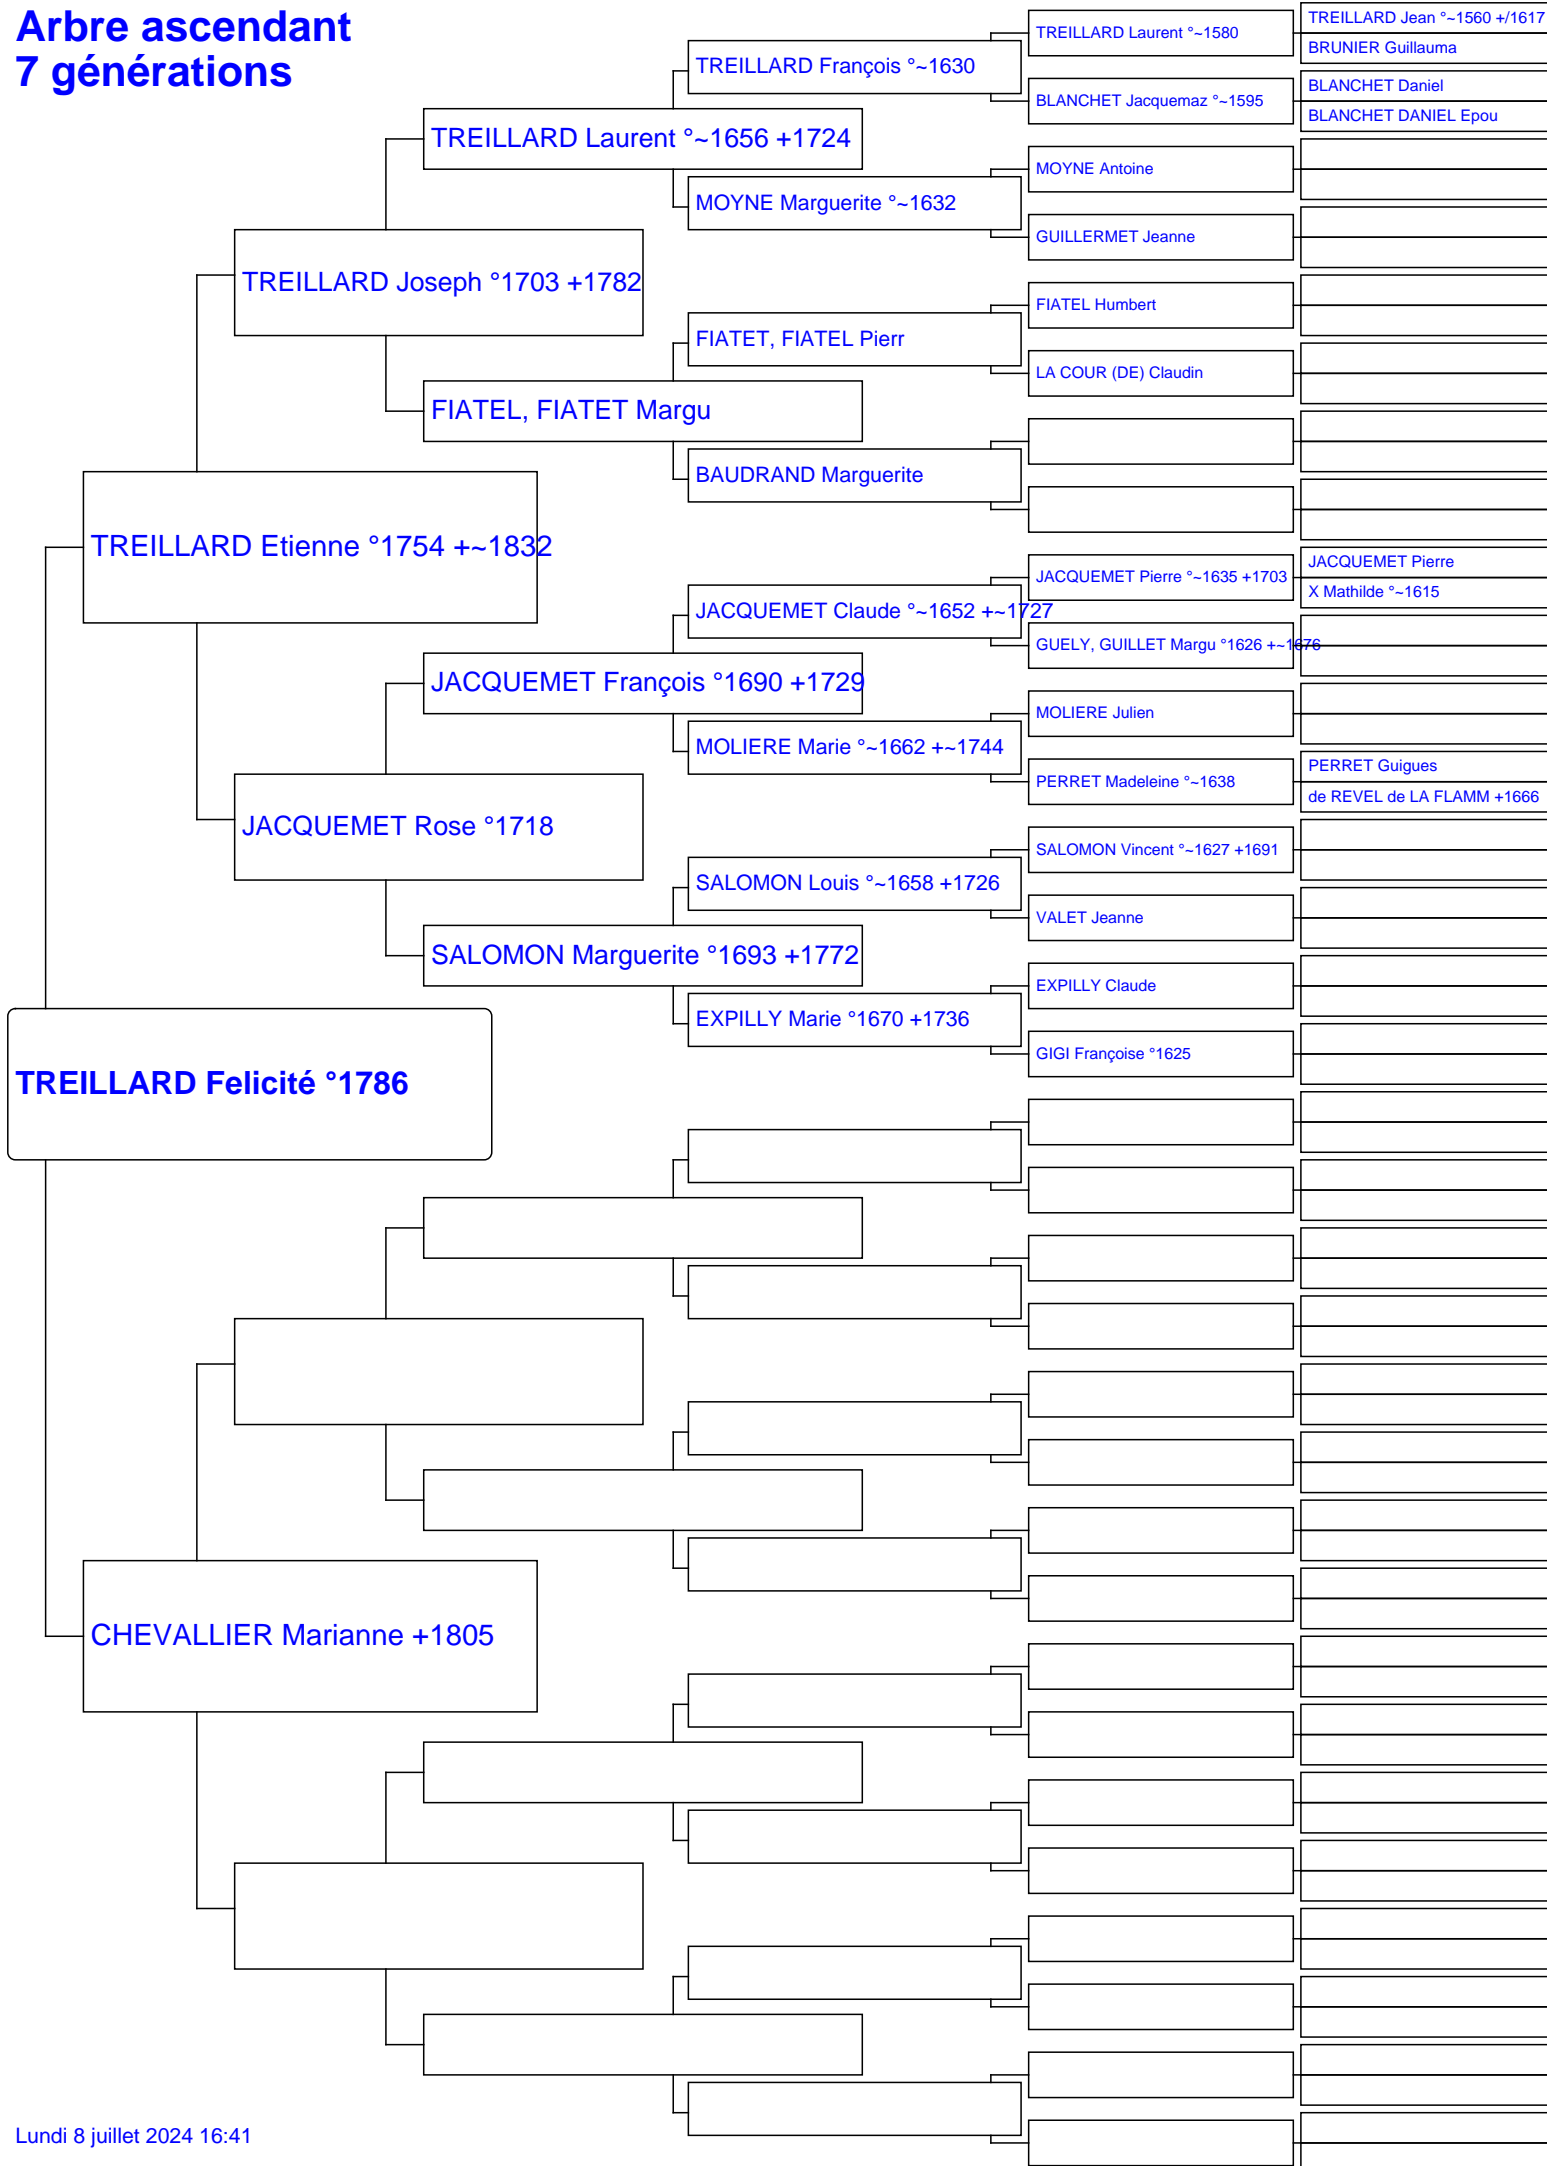 Arbre ascendant
7 générations
TREILLARD Felicité °1786
TREILLARD Etienne °1754 +~1832
CHEVALLIER Marianne +1805
TREILLARD Joseph °1703 +1782
JACQUEMET Rose °1718
TREILLARD Laurent °~1656 +1724
FIATEL, FIATET Margu
JACQUEMET François °1690 +1729
SALOMON Marguerite °1693 +1772
TREILLARD François °~1630
MOYNE Marguerite °~1632
FIATET, FIATEL Pierr
BAUDRAND Marguerite
JACQUEMET Claude °~1652 +~1727
MOLIERE Marie °~1662 +~1744
SALOMON Louis °~1658 +1726
EXPILLY Marie °1670 +1736
TREILLARD Laurent °~1580
BLANCHET Jacquemaz °~1595
MOYNE Antoine
GUILLERMET Jeanne
FIATEL Humbert
LA COUR (DE) Claudin
JACQUEMET Pierre °~1635 +1703
GUELY, GUILLET Margu °1626 +~1676
MOLIERE Julien
PERRET Madeleine °~1638
SALOMON Vincent °~1627 +1691
VALET Jeanne
EXPILLY Claude
GIGI Françoise °1625
TREILLARD Jean °~1560 +/1617
BRUNIER Guillauma
BLANCHET Daniel
BLANCHET DANIEL Epou
JACQUEMET Pierre
X Mathilde °~1615
PERRET Guigues
de REVEL de LA FLAMM +1666
Lundi 8 juillet 2024 16:41